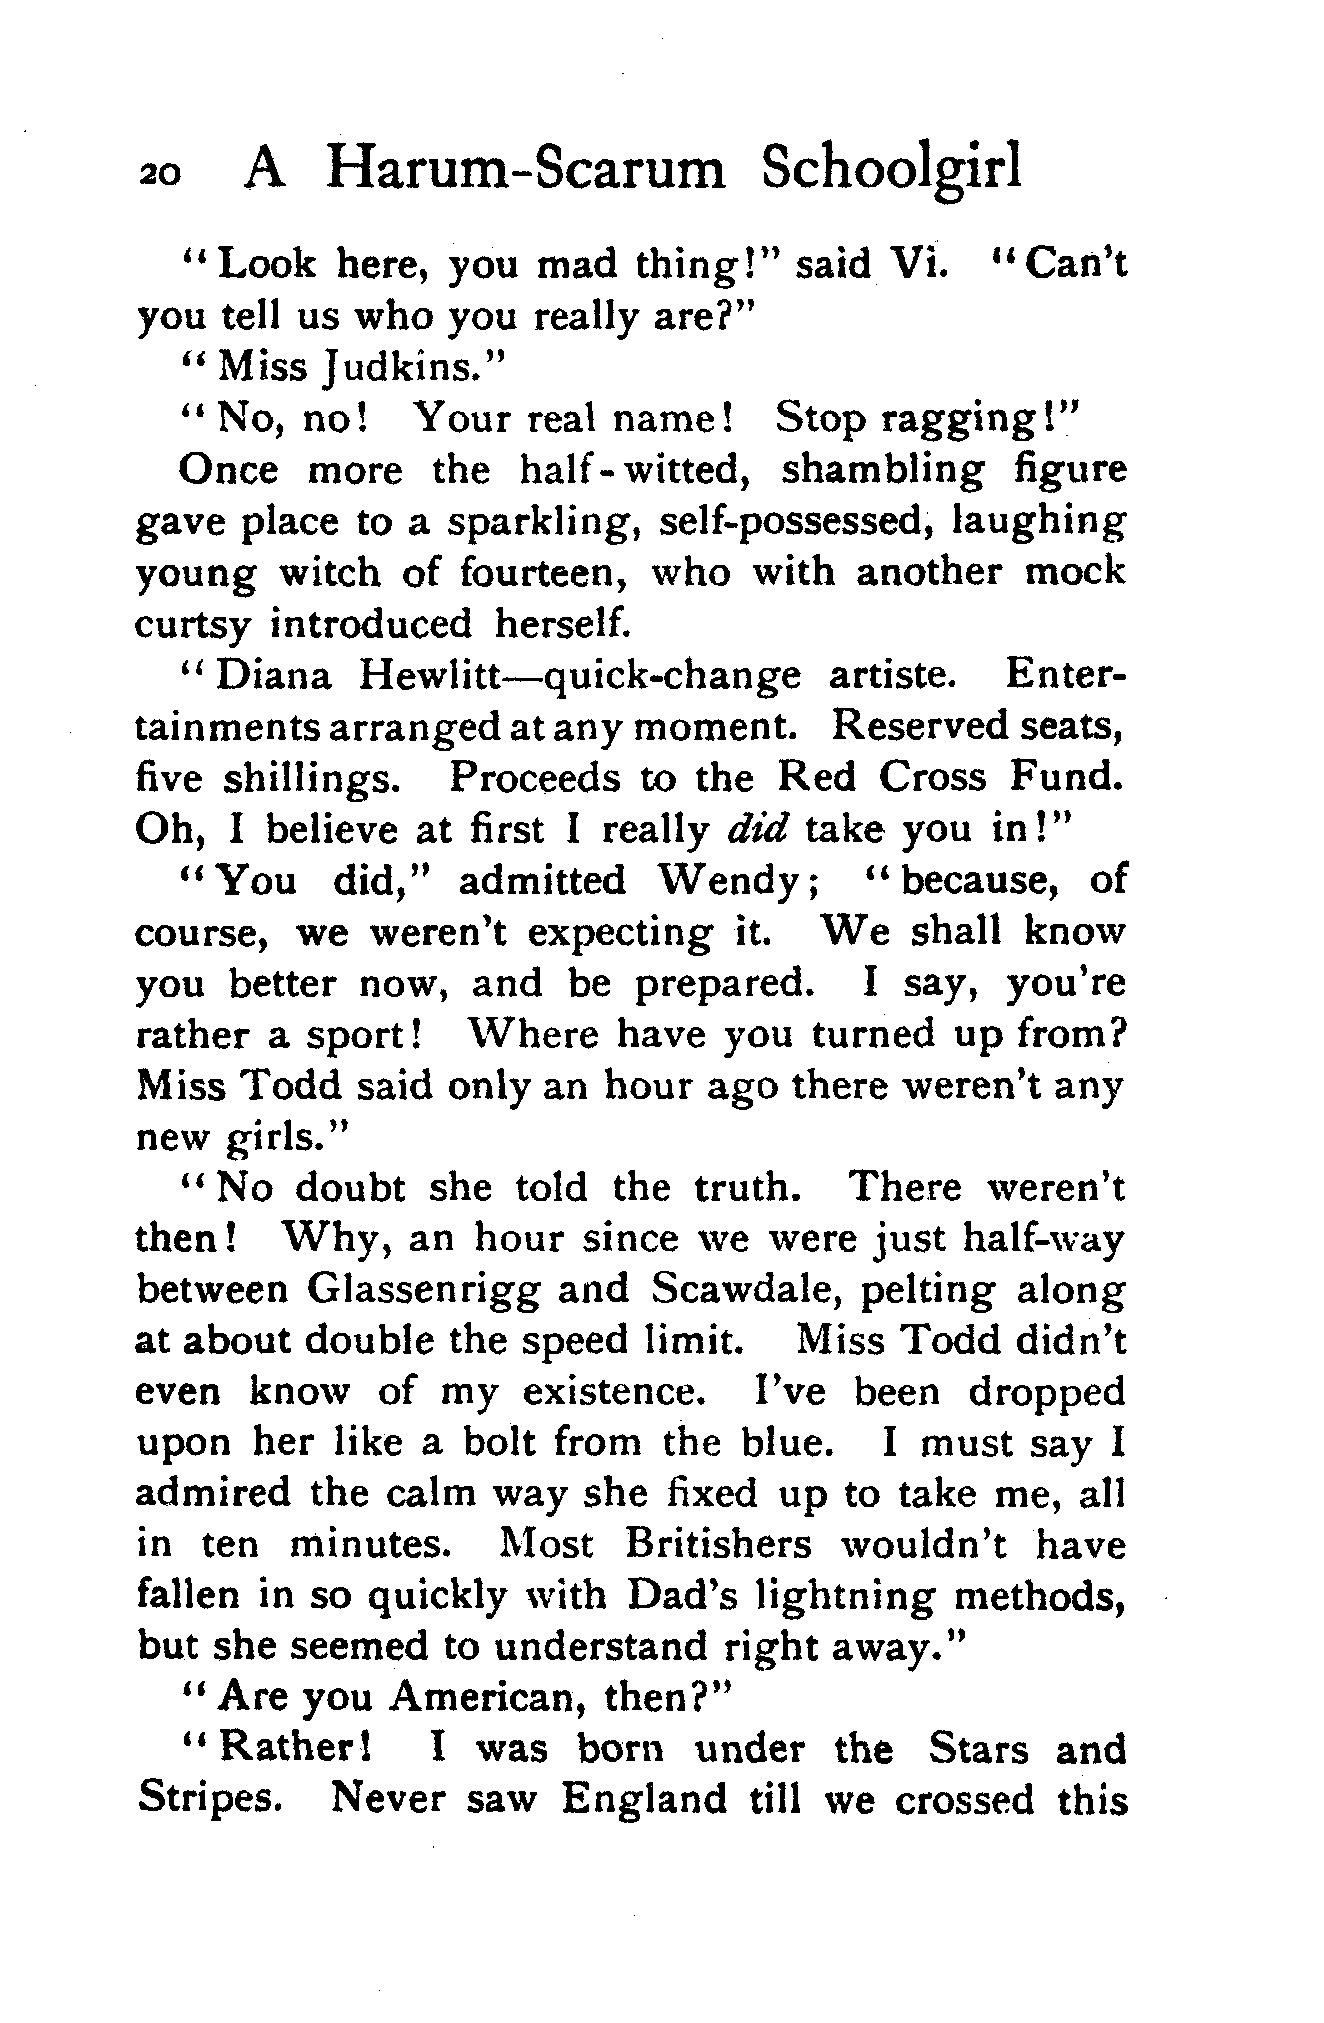 20 A Harum-Scarum Schoolgirl
“Look here, you mad thing!” said Vi. “Can’t
you tell us who you really are?”
“Miss Judkins.”
“No, no! Your real name! Stop ragging!”
Once more the half-witted, shambling figure
gave place to a sparkling, self-possessed, laughing
young witch of fourteen, who with another mock
curtsy introduced herself.
“Diana Hewlitt—quick-change artiste. Enter-
tainments arranged at any moment. Reserved seats,
five shillings. Proceeds to the Red Cross Fund.
Oh, I believe at first I really did take you in!”
“You did,” admitted Wendy; “because, of
course, we weren’t expecting it. We shall know
you better now, and be prepared. I say, you’re
rather a sport! Where have you turned up from?
Miss Todd said only an hour ago there weren’t any
new girls.”
“No doubt she told the truth. There weren’t
then! Why, an hour since we were just half-way
between Glassenrigg and Scawdale, pelting along
at about double the speed limit. Miss Todd didn’t
even know of my existence. I’ve been dropped
upon her like a bolt from the blue. I must say I
admired the calm way she fixed up to take me, all
in ten minutes. Most Britishers wouldn’t have
fallen in so quickly with Dad’s lightning methods,
but she seemed to understand right away.”
“Are you American, then?”
“Rather! I was born under the Stars and
Stripes. Never saw England till we crossed this